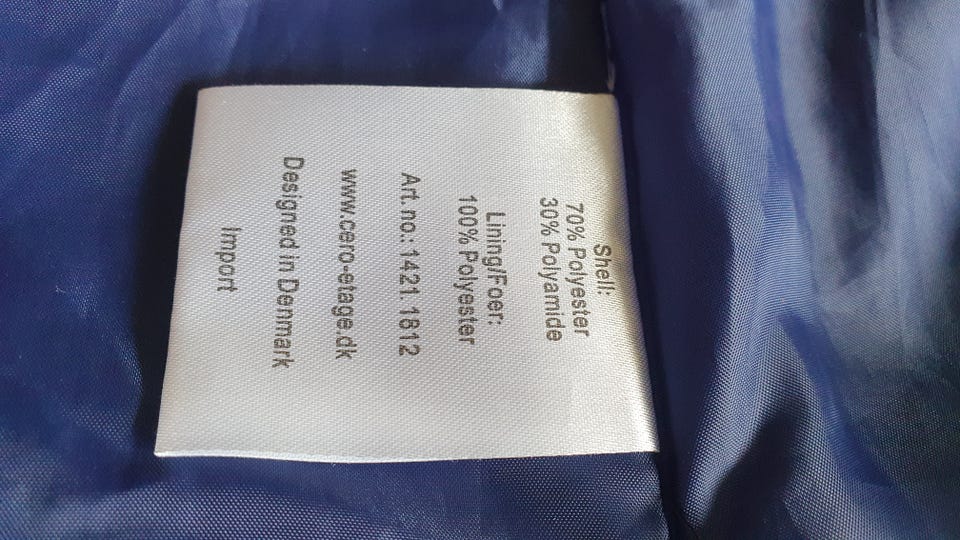 Shell:
70% Polyester
30% Polyamide
Lining/Foer:
100% Polyester
Art.no.: 1421.1812
www.cero-etage.dk
Designed in Denmark
Import